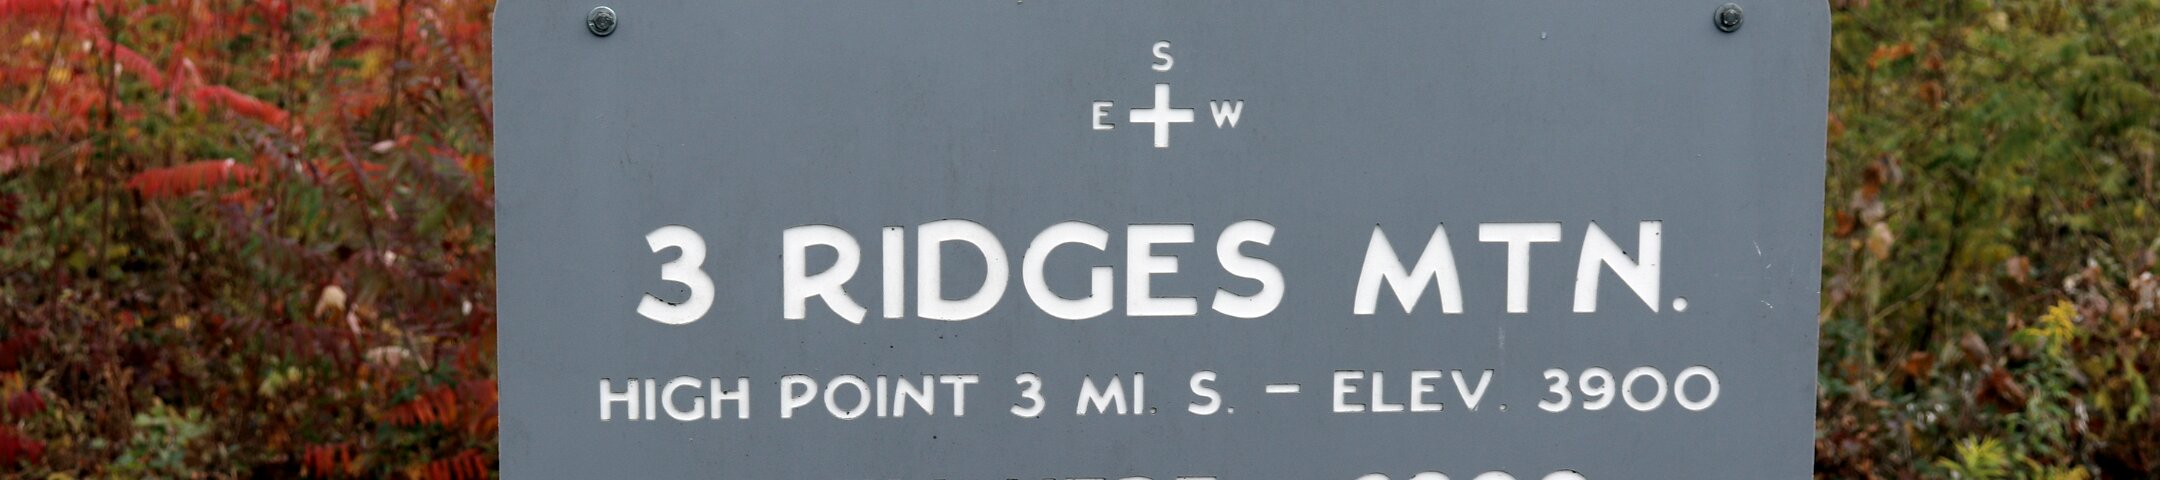 S
E W
3 RIDGES MTN.
HIGH POINT 3 MI. S. – ELEV. 3900